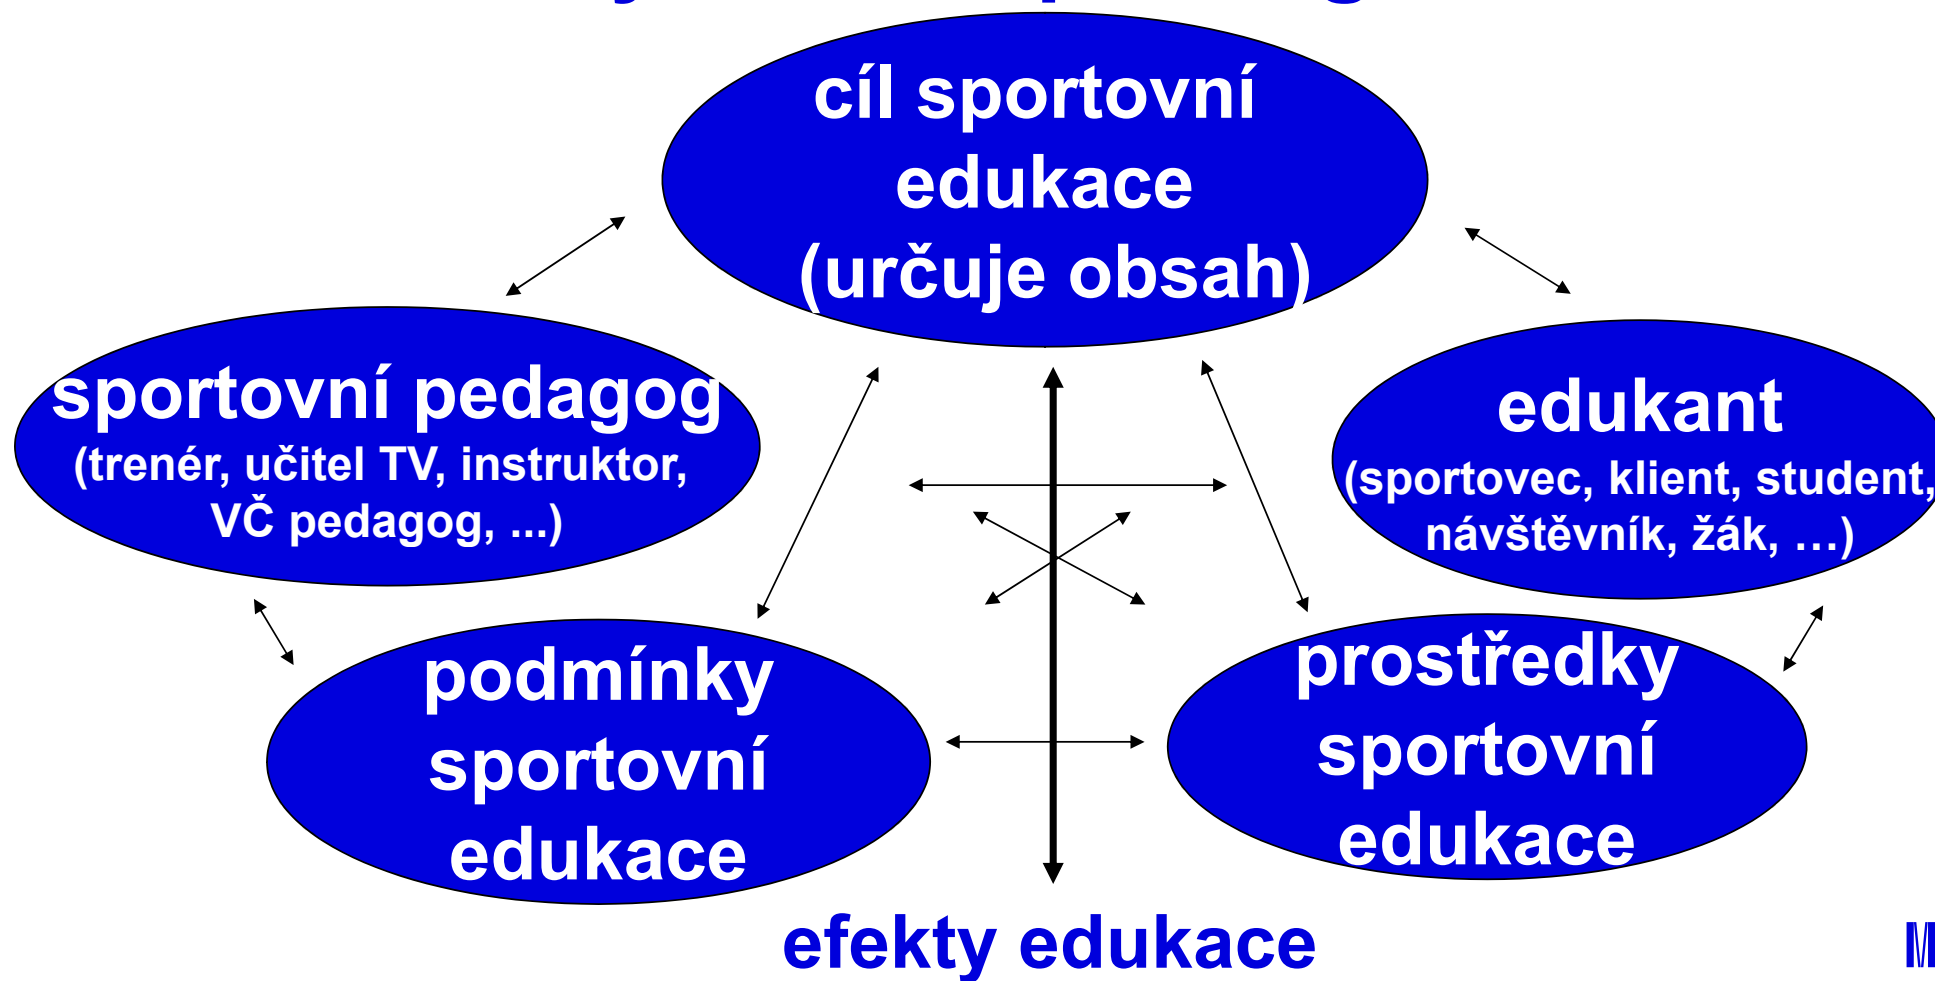 cíl sportovní
edukace
(určuje obsah)
sportovní pedagog
(trenér, učitel TV, instruktor,
VČ pedagog, ...)
edukant
(sportovec, klient, student,
návštěvník, žák, …)
podmínky
sportovní
edukace
prostředky
sportovní
edukace
efekty edukace